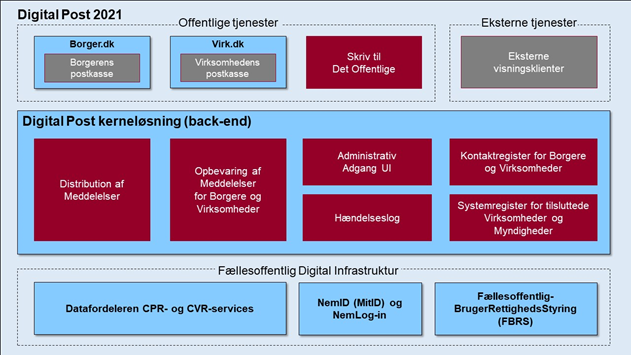 Digital Post 2021
Offentlige tjenester
Eksterne tjenester
Borger.dk
Borgerens
postkasse
Virk.dk
Virksomhedens
postkasse
Skriv til
Det Offentlige
Eksterne
visningsklienter
Digital Post kerneløsning (back-end)
Distribution af
Meddelelser
Opbevaring af
Meddelelser
for Borgere og
Virksomheder
Administrativ
Adgang UI
Hændelseslog
Kontaktregister for Borgere
og Virksomheder
Systemregister for tilsluttede
Virksomheder og
Myndigheder
Fællesoffentlig Digital Infrastruktur
Datafordeleren CPR- og CVR-services
NemID (MitID) og
NemLog-in
Fællesoffentlig-
BrugerRettighedsStyring
(FBRS)